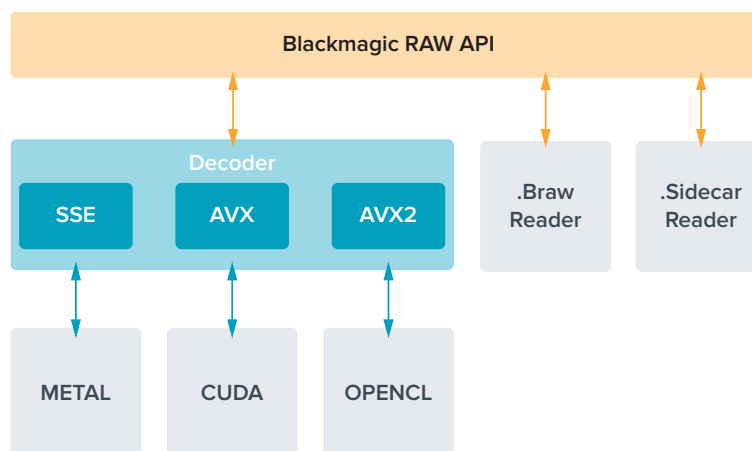 Blackmagic RAW API
Decoder
SSE
AVX
AVX2
.Braw
Reader
.Sidecar
Reader
METAL
CUDA
OPENCL